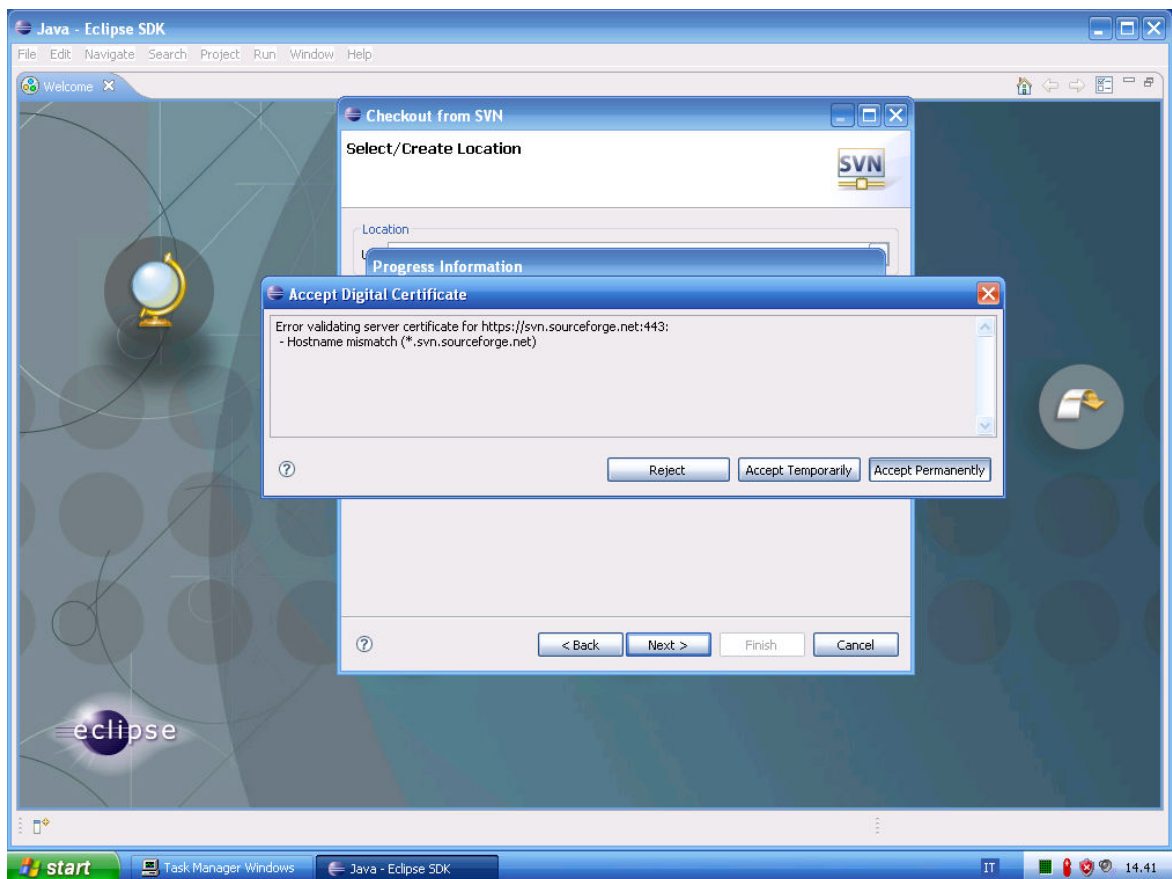 Java - Eclipse SDK
File Edit Navigate Search Project Run Window Help
Welcome
Checkout from SVN
Select/Create Location
SVN
Location
Progress Information
Accept Digital Certificate
Error validating server certificate for https://svn.sourceforge.net:443:
- Hostname mismatch (*.svn.sourceforge.net)
? Reject Accept Temporarily Accept Permanently
? < Back Next > Finish Cancel
eclipse
start Task Manager Windows Java - Eclipse SDK IT 14.41